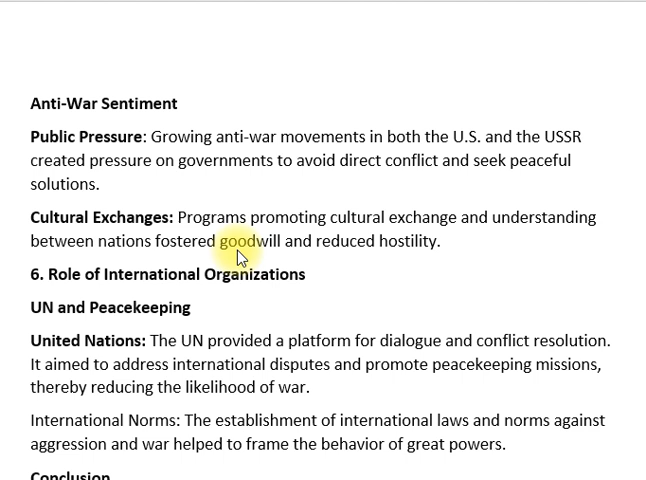 Anti-War Sentiment
Public Pressure: Growing anti-war movements in both the U.S. and the USSR
created pressure on governments to avoid direct conflict and seek peaceful
solutions.
Cultural Exchanges: Programs promoting cultural exchange and understanding
between nations fostered goodwill and reduced hostility.
6. Role of International Organizations
UN and Peacekeeping
United Nations: The UN provided a platform for dialogue and conflict resolution.
It aimed to address international disputes and promote peacekeeping missions,
thereby reducing the likelihood of war.
International Norms: The establishment of international laws and norms against
aggression and war helped to frame the behavior of great powers.
Conclusion